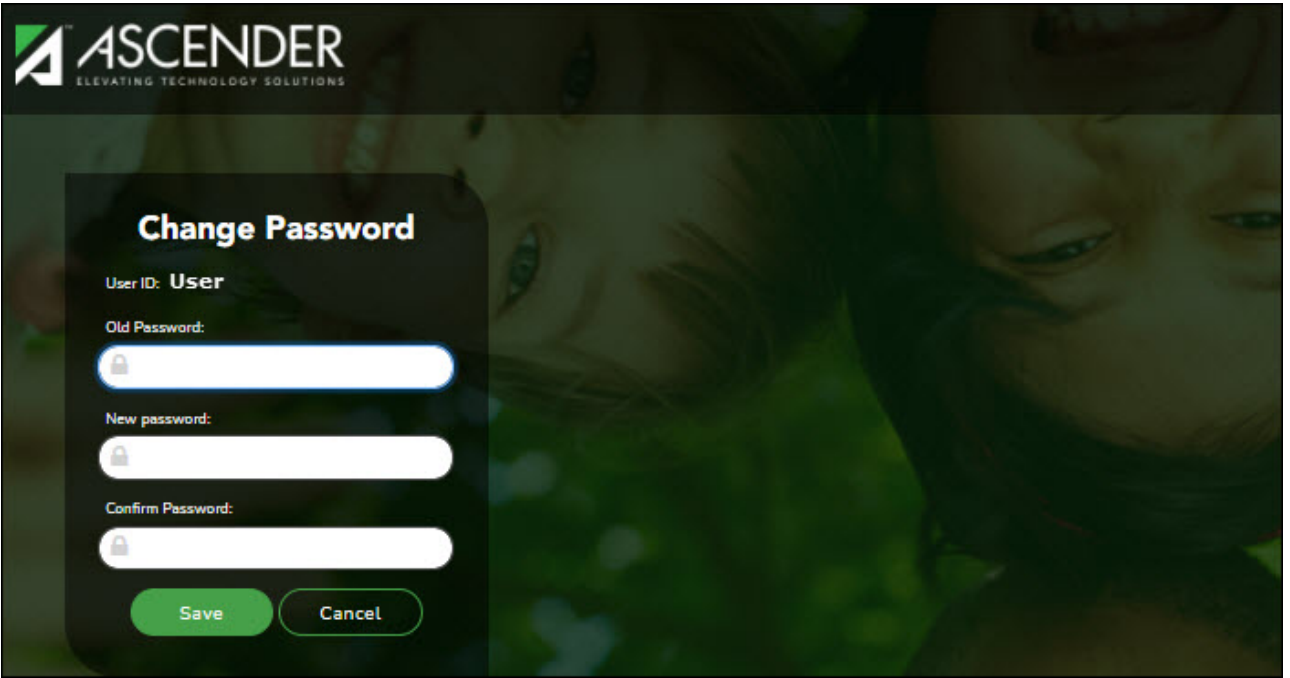 ASCENDER
ELEVATING TECHNOLOGY SOLUTIONS
Change Password
User ID: User
Old Password:
New password:
Confirm Password:
Save Cancel